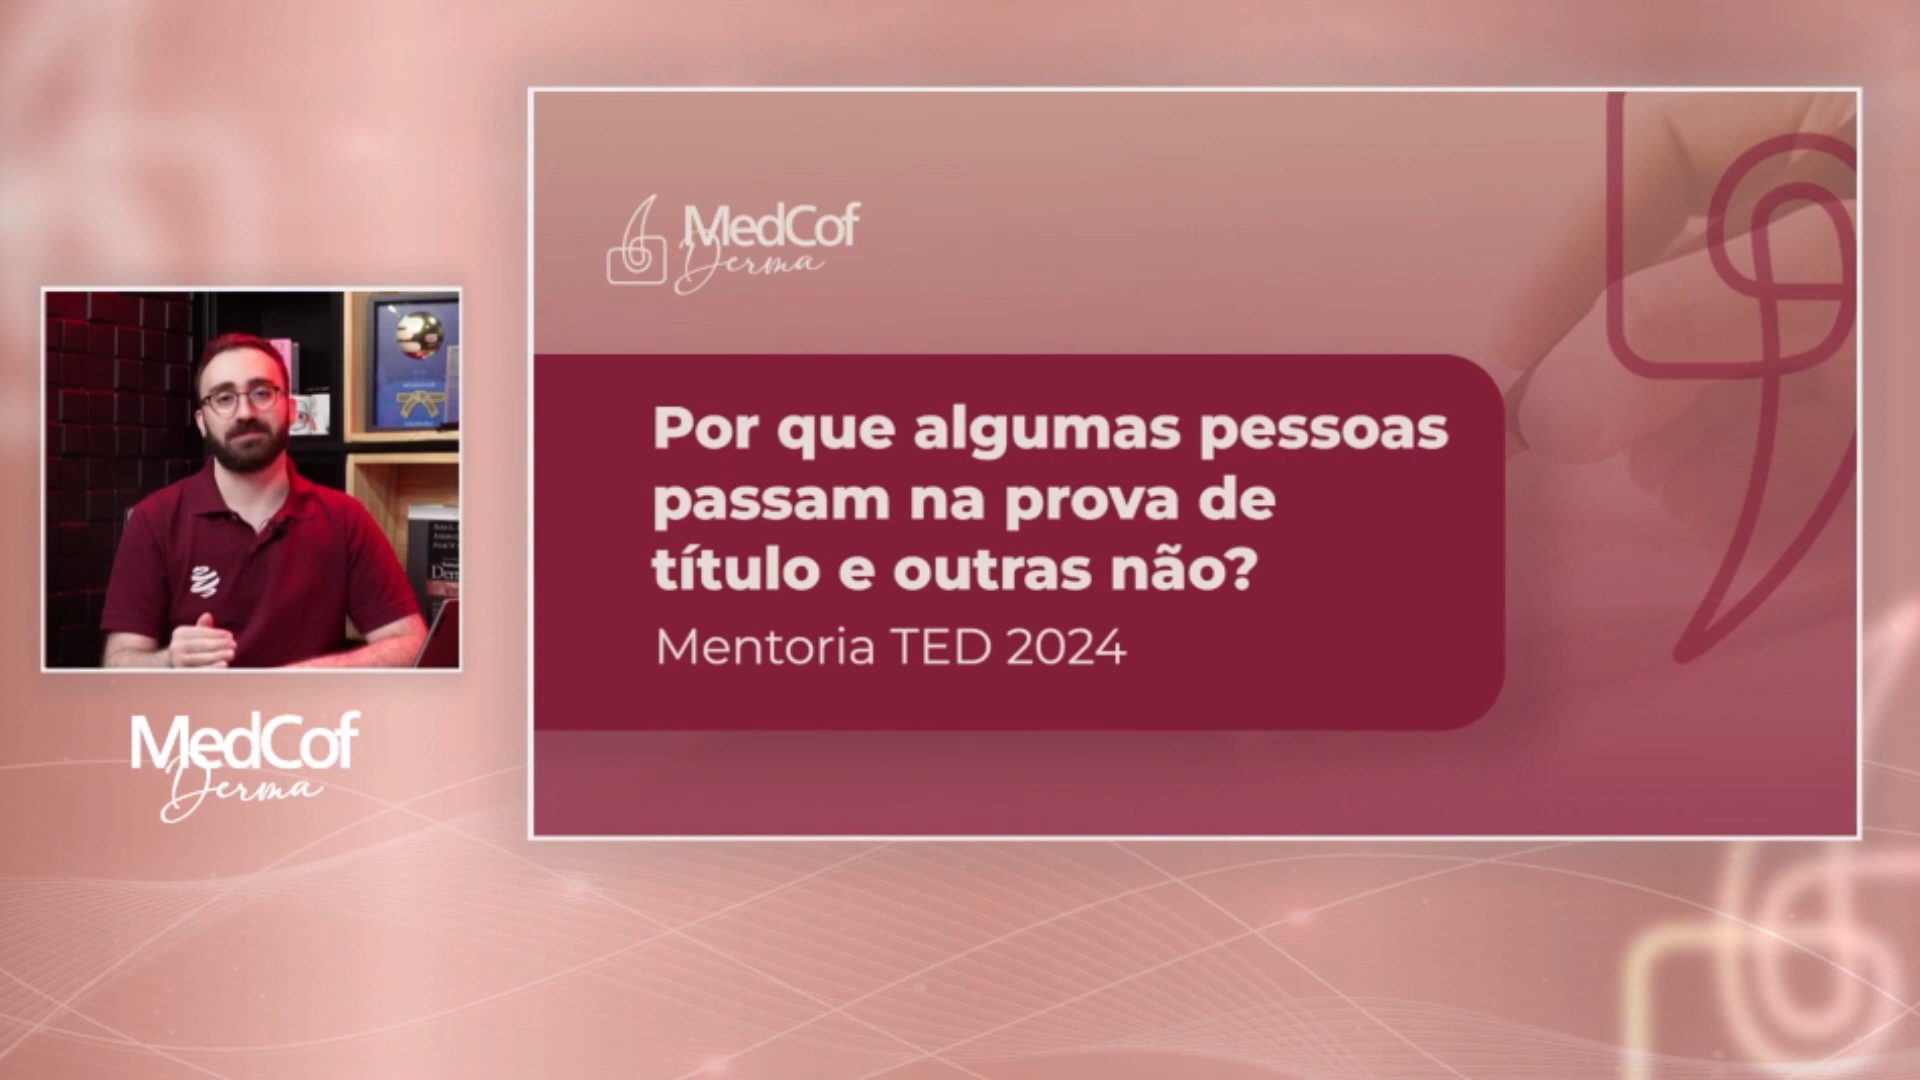 MedCof
Derma
Por que algumas pessoas
passam na prova de
título e outras não?
Mentoria TED 2024
MedCof
Derma